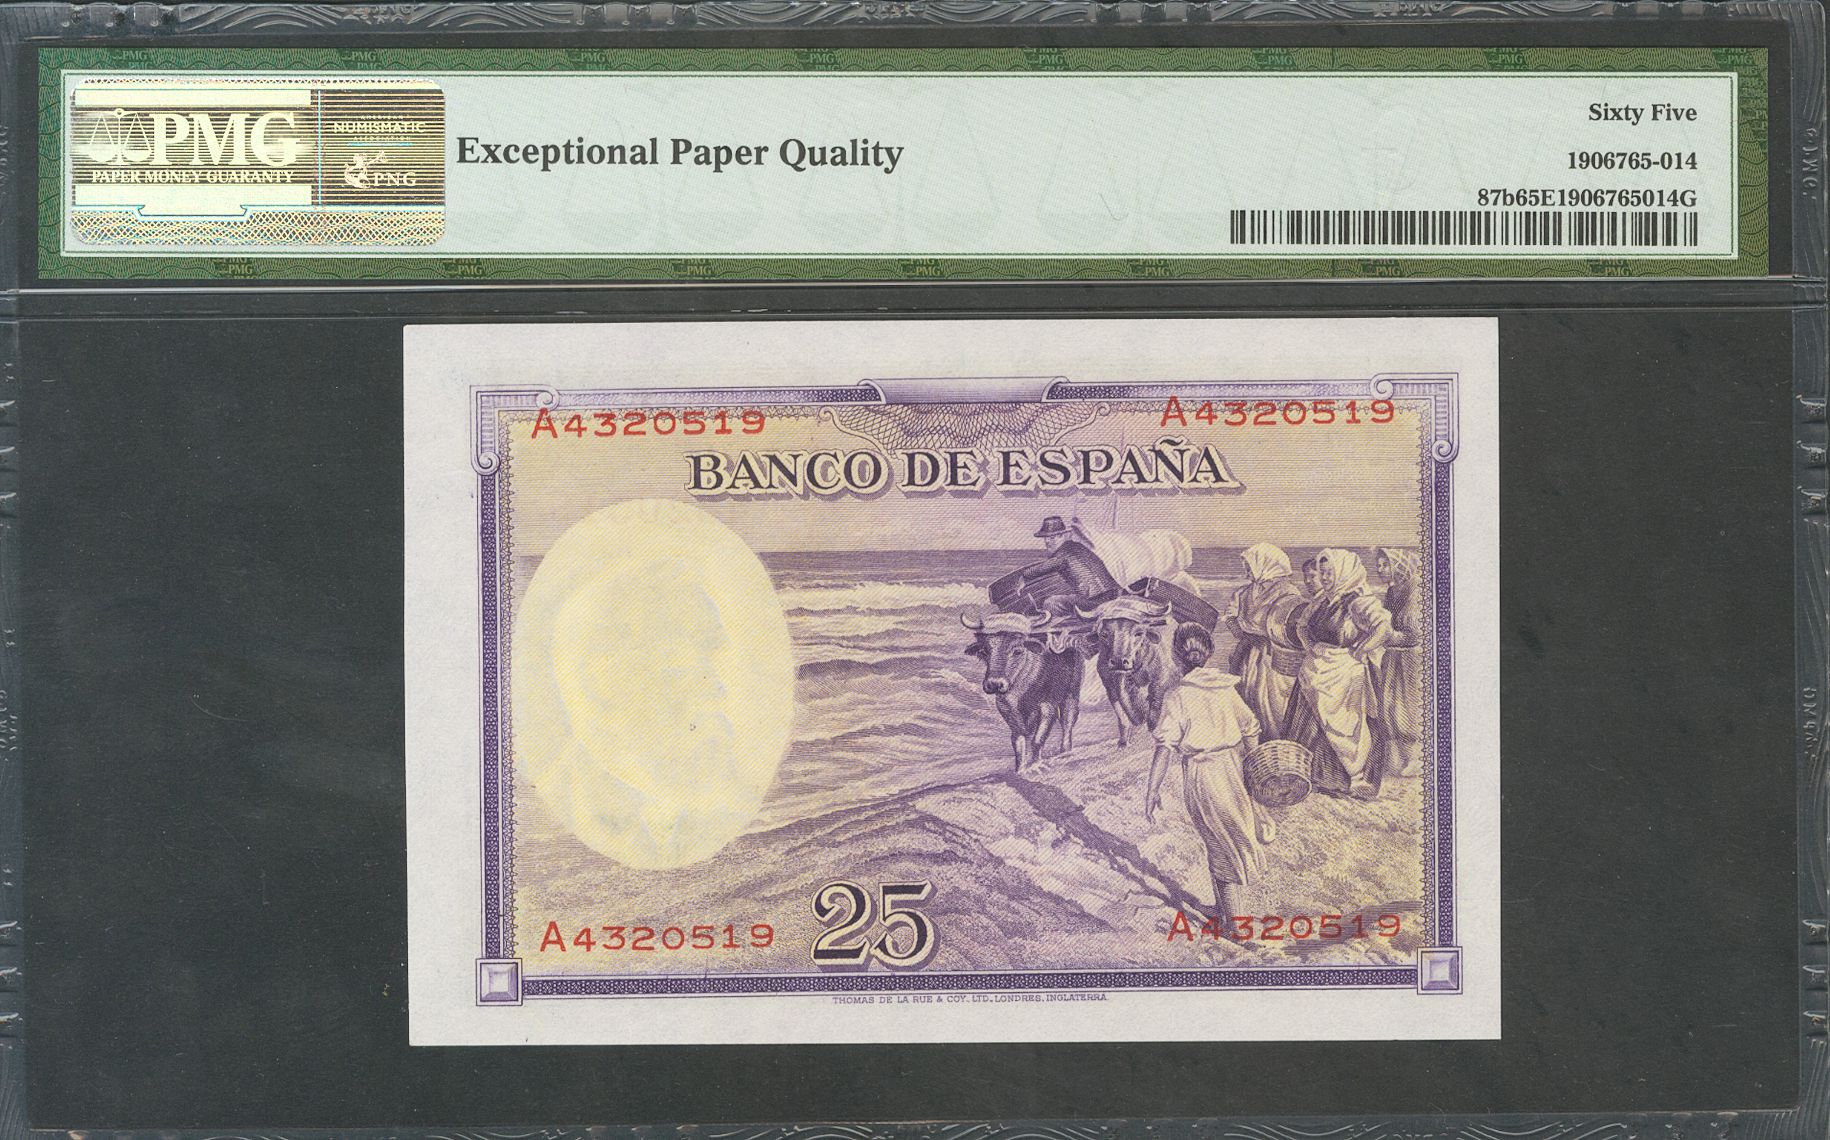 PMG
PAPER MONEY GUARANTY
NUMISMATIC
PNG
Exceptional Paper Quality
Sixty Five
1906765-014
87b65E1906765014G
A4320519 A4320519
BANCO DE ESPAÑA
A4320519 25 A4320519
THOMAS DE LA RUE & COY. LTD., LONDRES, INGLATERRA.